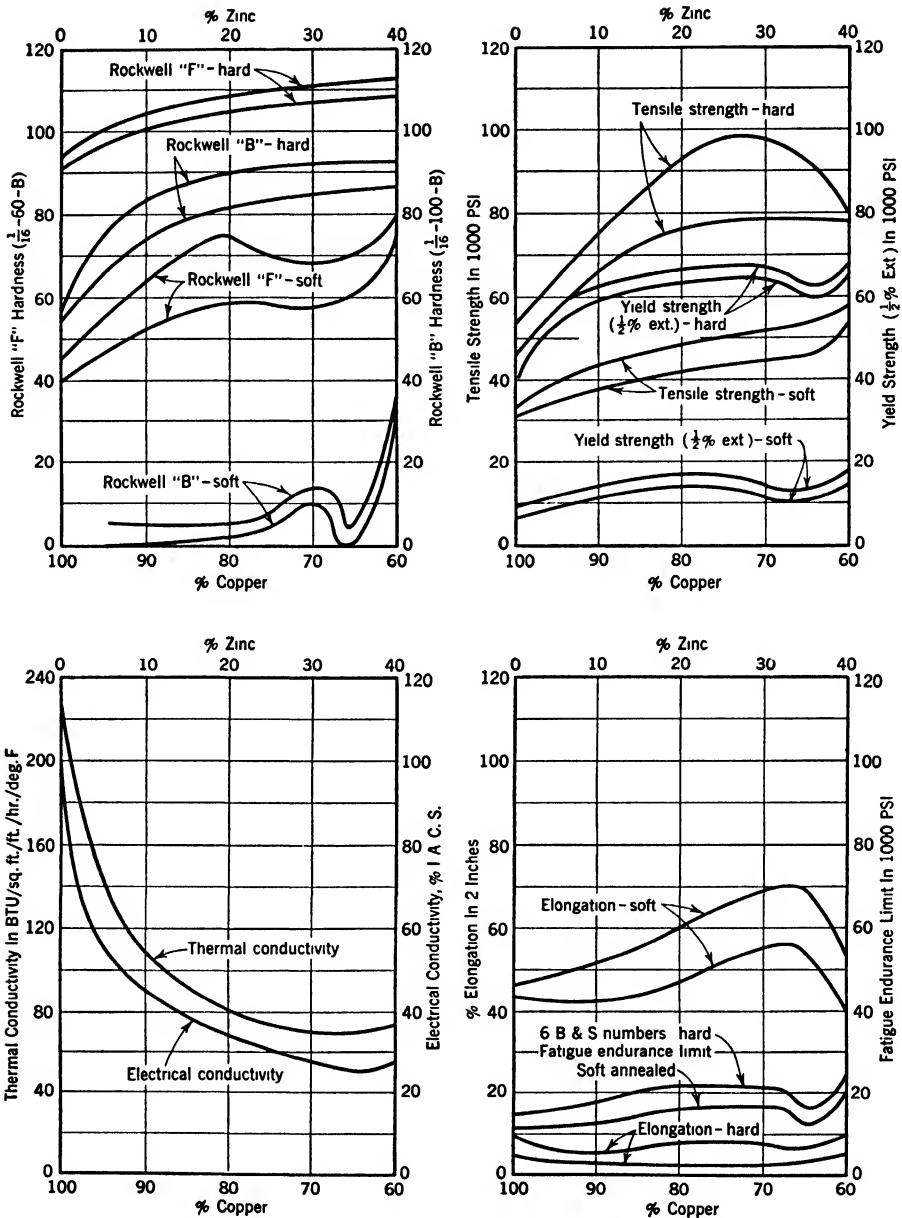 % Zinc
0 10 20 30 40
120 100 80 60 40 20 0
Rockwell "F" Hardness (1/16-60-B)
120 100 80 60 40 20 0
Rockwell "B" Hardness (1/16-100-B)
Rockwell "F"-hard
Rockwell "B"-hard
Rockwell "F"-soft
Rockwell "B"-soft
100 90 80 70 60
% Copper
% Zinc
0 10 20 30 40
120 100 80 60 40 20 0
Tensile Strength In 1000 PSI
120 100 80 60 40 20 0
Yield Strength (1/2% Ext) In 1000 PSI
Tensile strength-hard
Yield strength
(1/2% ext.)-hard
Tensile strength-soft
Yield strength (1/2% ext)-soft
100 90 80 70 60
% Copper
% Zinc
0 10 20 30 40
240 200 160 120 80 40 0
Thermal Conductivity In BTU/sq. ft./ft./hr./deg. F
120 100 80 60 40 20 0
Electrical Conductivity, % I A C. S.
Thermal conductivity
Electrical conductivity
100 90 80 70 60
% Copper
% Zinc
0 10 20 30 40
120 100 80 60 40 20 0
% Elongation In 2 Inches
120 100 80 60 40 20 0
Fatigue Endurance Limit In 1000 PSI
Elongation-soft
6 B & S numbers hard
Fatigue endurance limit
Soft annealed
Elongation-hard
100 90 80 70 60
% Copper